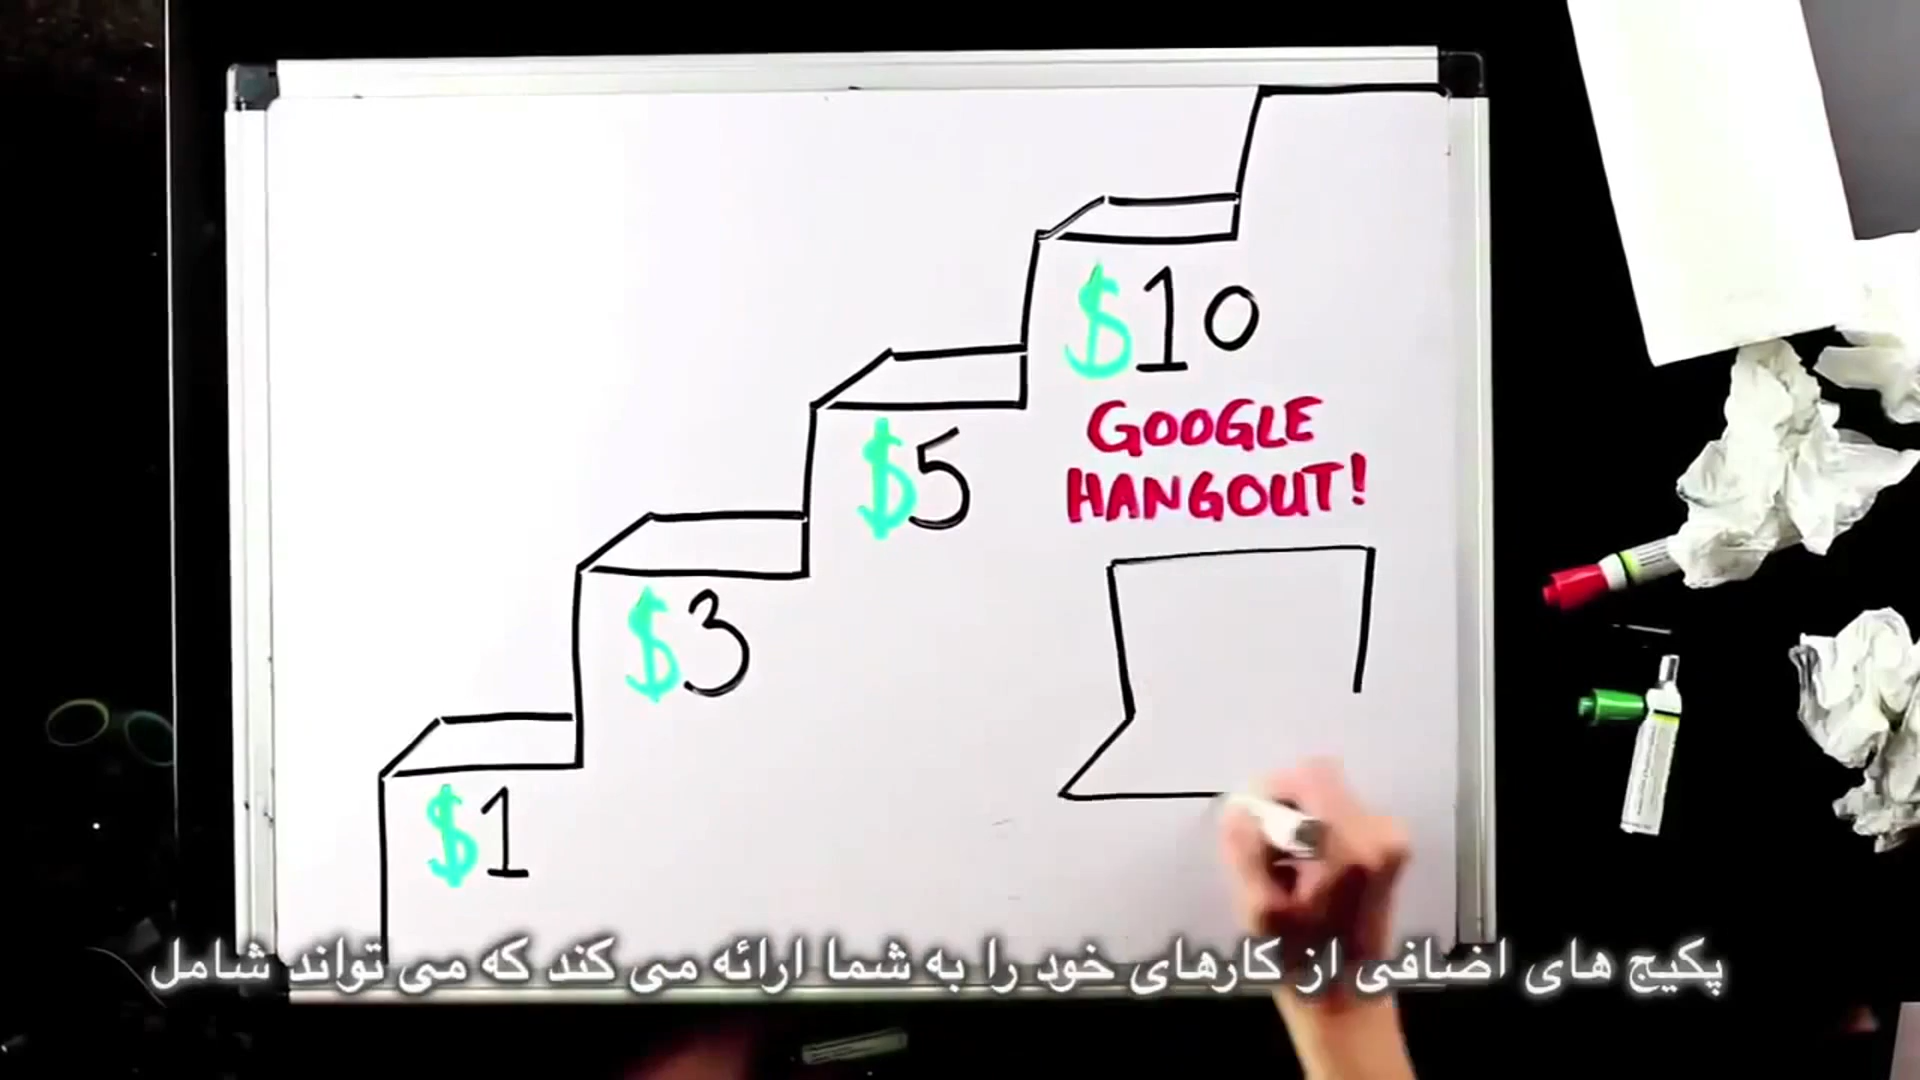 $10
GOOGLE
HANGOUT!
$5
$3
$1
پکیج های اضافی از کارهای خود را به شما ارائه می کند که می تواند شامل